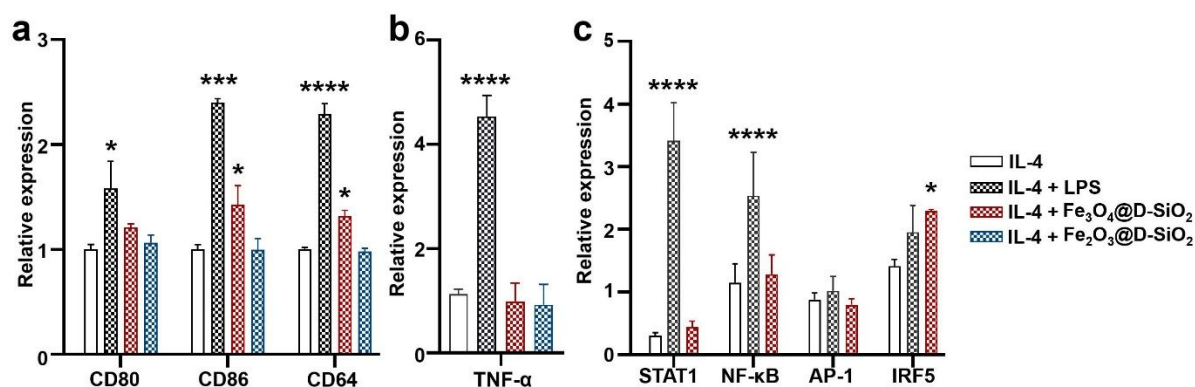 a
Relative expression
3
2
1
0
*
***
*
****
*
CD80
CD86
CD64
b
Relative expression
6
4
2
0
****
TNF-α
c
Relative expression
5
4
3
2
1
0
****
****
*
STAT1
NF-κB
AP-1
IRF5
IL-4
IL-4 + LPS
IL-4 + Fe₃O₄@D-SiO₂
IL-4 + Fe₂O₃@D-SiO₂